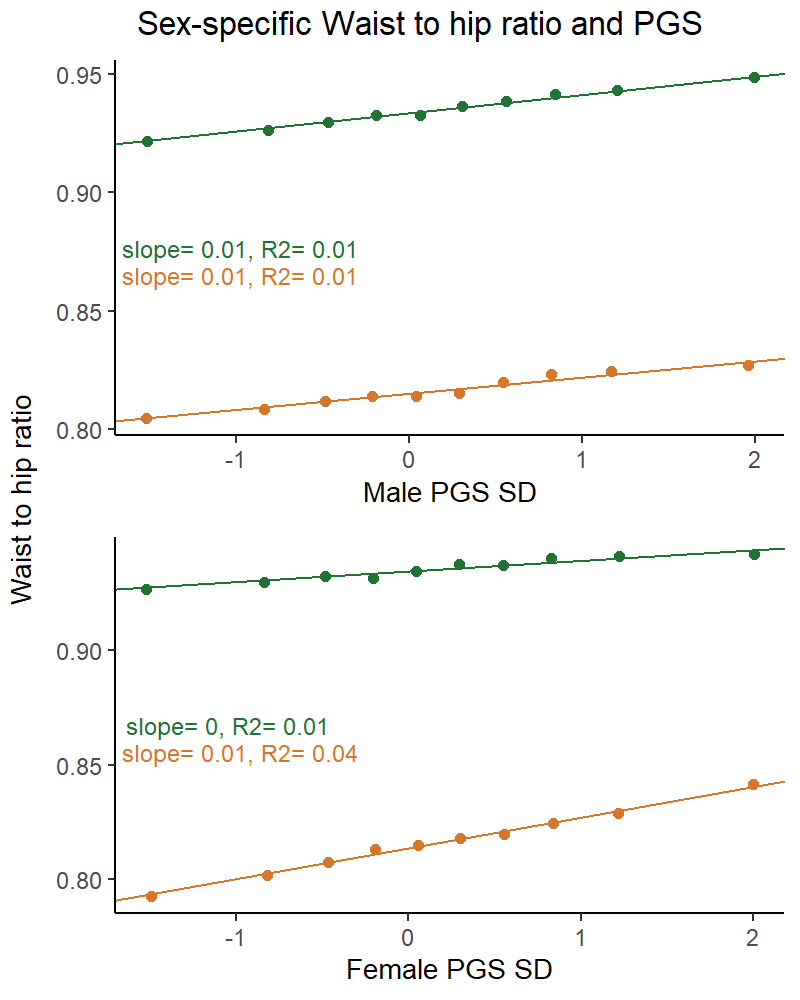 Sex-specific Waist to hip ratio and PGS
Waist to hip ratio
0.95
0.90
0.85
0.80
slope= 0.01, R2= 0.01
slope= 0.01, R2= 0.01
-1 0 1 2
Male PGS SD
0.90
0.85
0.80
slope= 0, R2= 0.01
slope= 0.01, R2= 0.04
-1 0 1 2
Female PGS SD